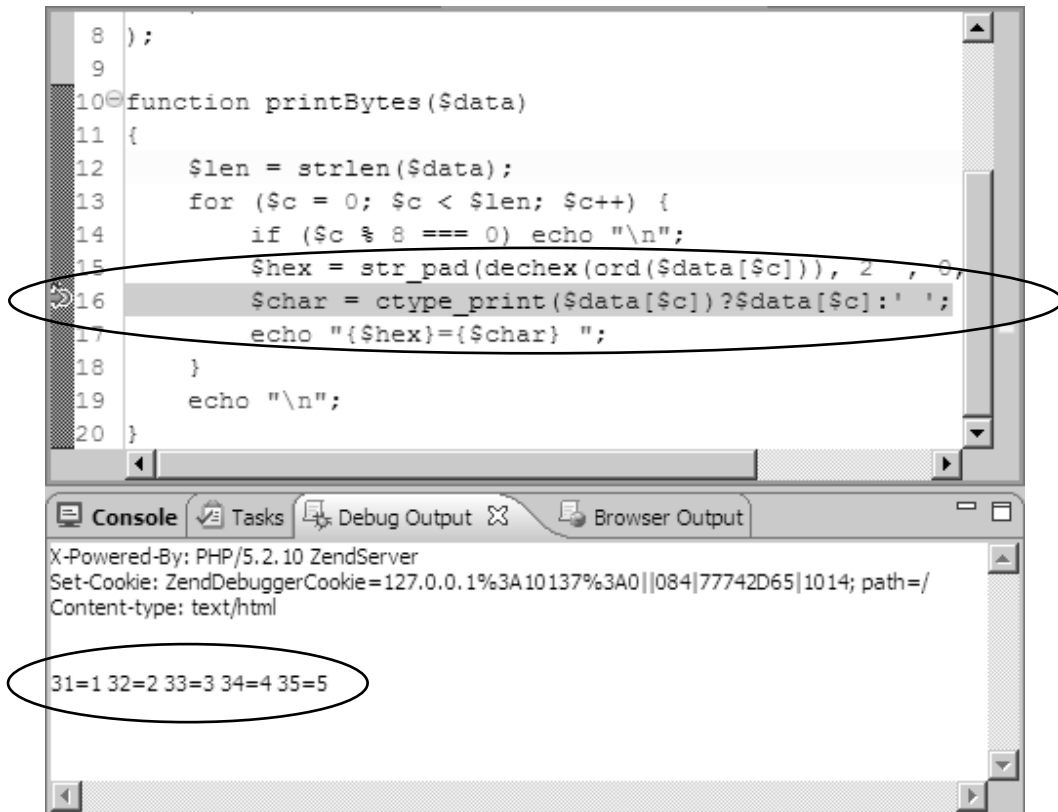 8 );
9
10 function printBytes($data)
11 {
12 $len = strlen($data);
13 for ($c = 0; $c < $len; $c++) {
14 if ($c % 8 === 0) echo "\n";
15 $hex = str_pad(dechex(ord($data[$c])), 2 , 0,
16 $char = ctype_print($data[$c])?$data[$c]:' ';
17 echo "{$hex}={$char} ";
18 }
19 echo "\n";
20 }
Console Tasks Debug Output Browser Output
X-Powered-By: PHP/5.2.10 ZendServer
Set-Cookie: ZendDebuggerCookie=127.0.0.1%3A10137%3A0||084|77742D65|1014; path=/
Content-type: text/html
31=1 32=2 33=3 34=4 35=5